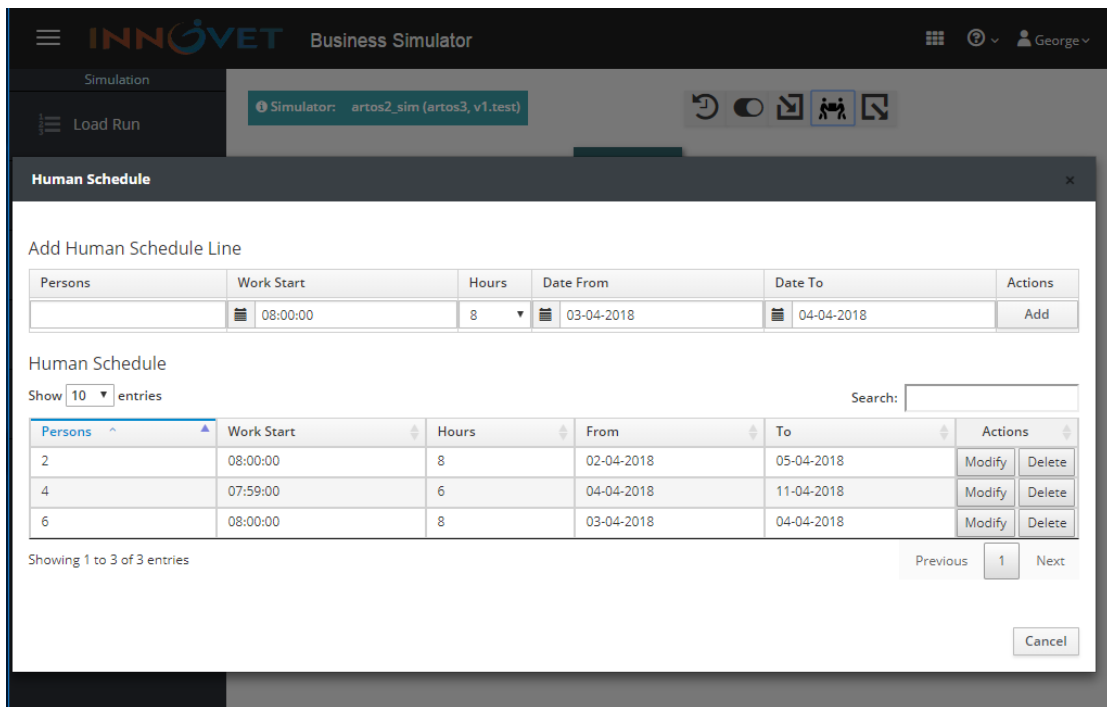 INNOVET Business Simulator George
Simulation
Simulator: artos2_sim (artos3, v1.test)
Load Run
Human Schedule ×
Add Human Schedule Line
Persons Work Start Hours Date From Date To Actions
08:00:00 8 03-04-2018 04-04-2018 Add
Human Schedule
Show 10 entries Search:
Persons Work Start Hours From To Actions
2 08:00:00 8 02-04-2018 05-04-2018 Modify Delete
4 07:59:00 6 04-04-2018 11-04-2018 Modify Delete
6 08:00:00 8 03-04-2018 04-04-2018 Modify Delete
Showing 1 to 3 of 3 entries Previous 1 Next
Cancel